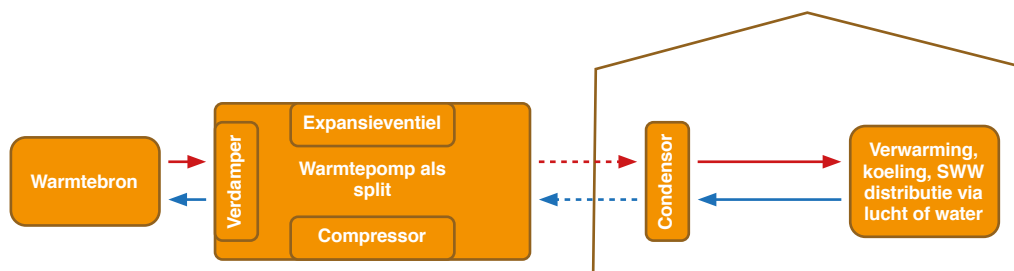 Warmtebron
Verdamper
Expansieventiel
Warmtepomp als
split
Compressor
Condensor
Verwarming,
koeling, SWW
distributie via
lucht of water